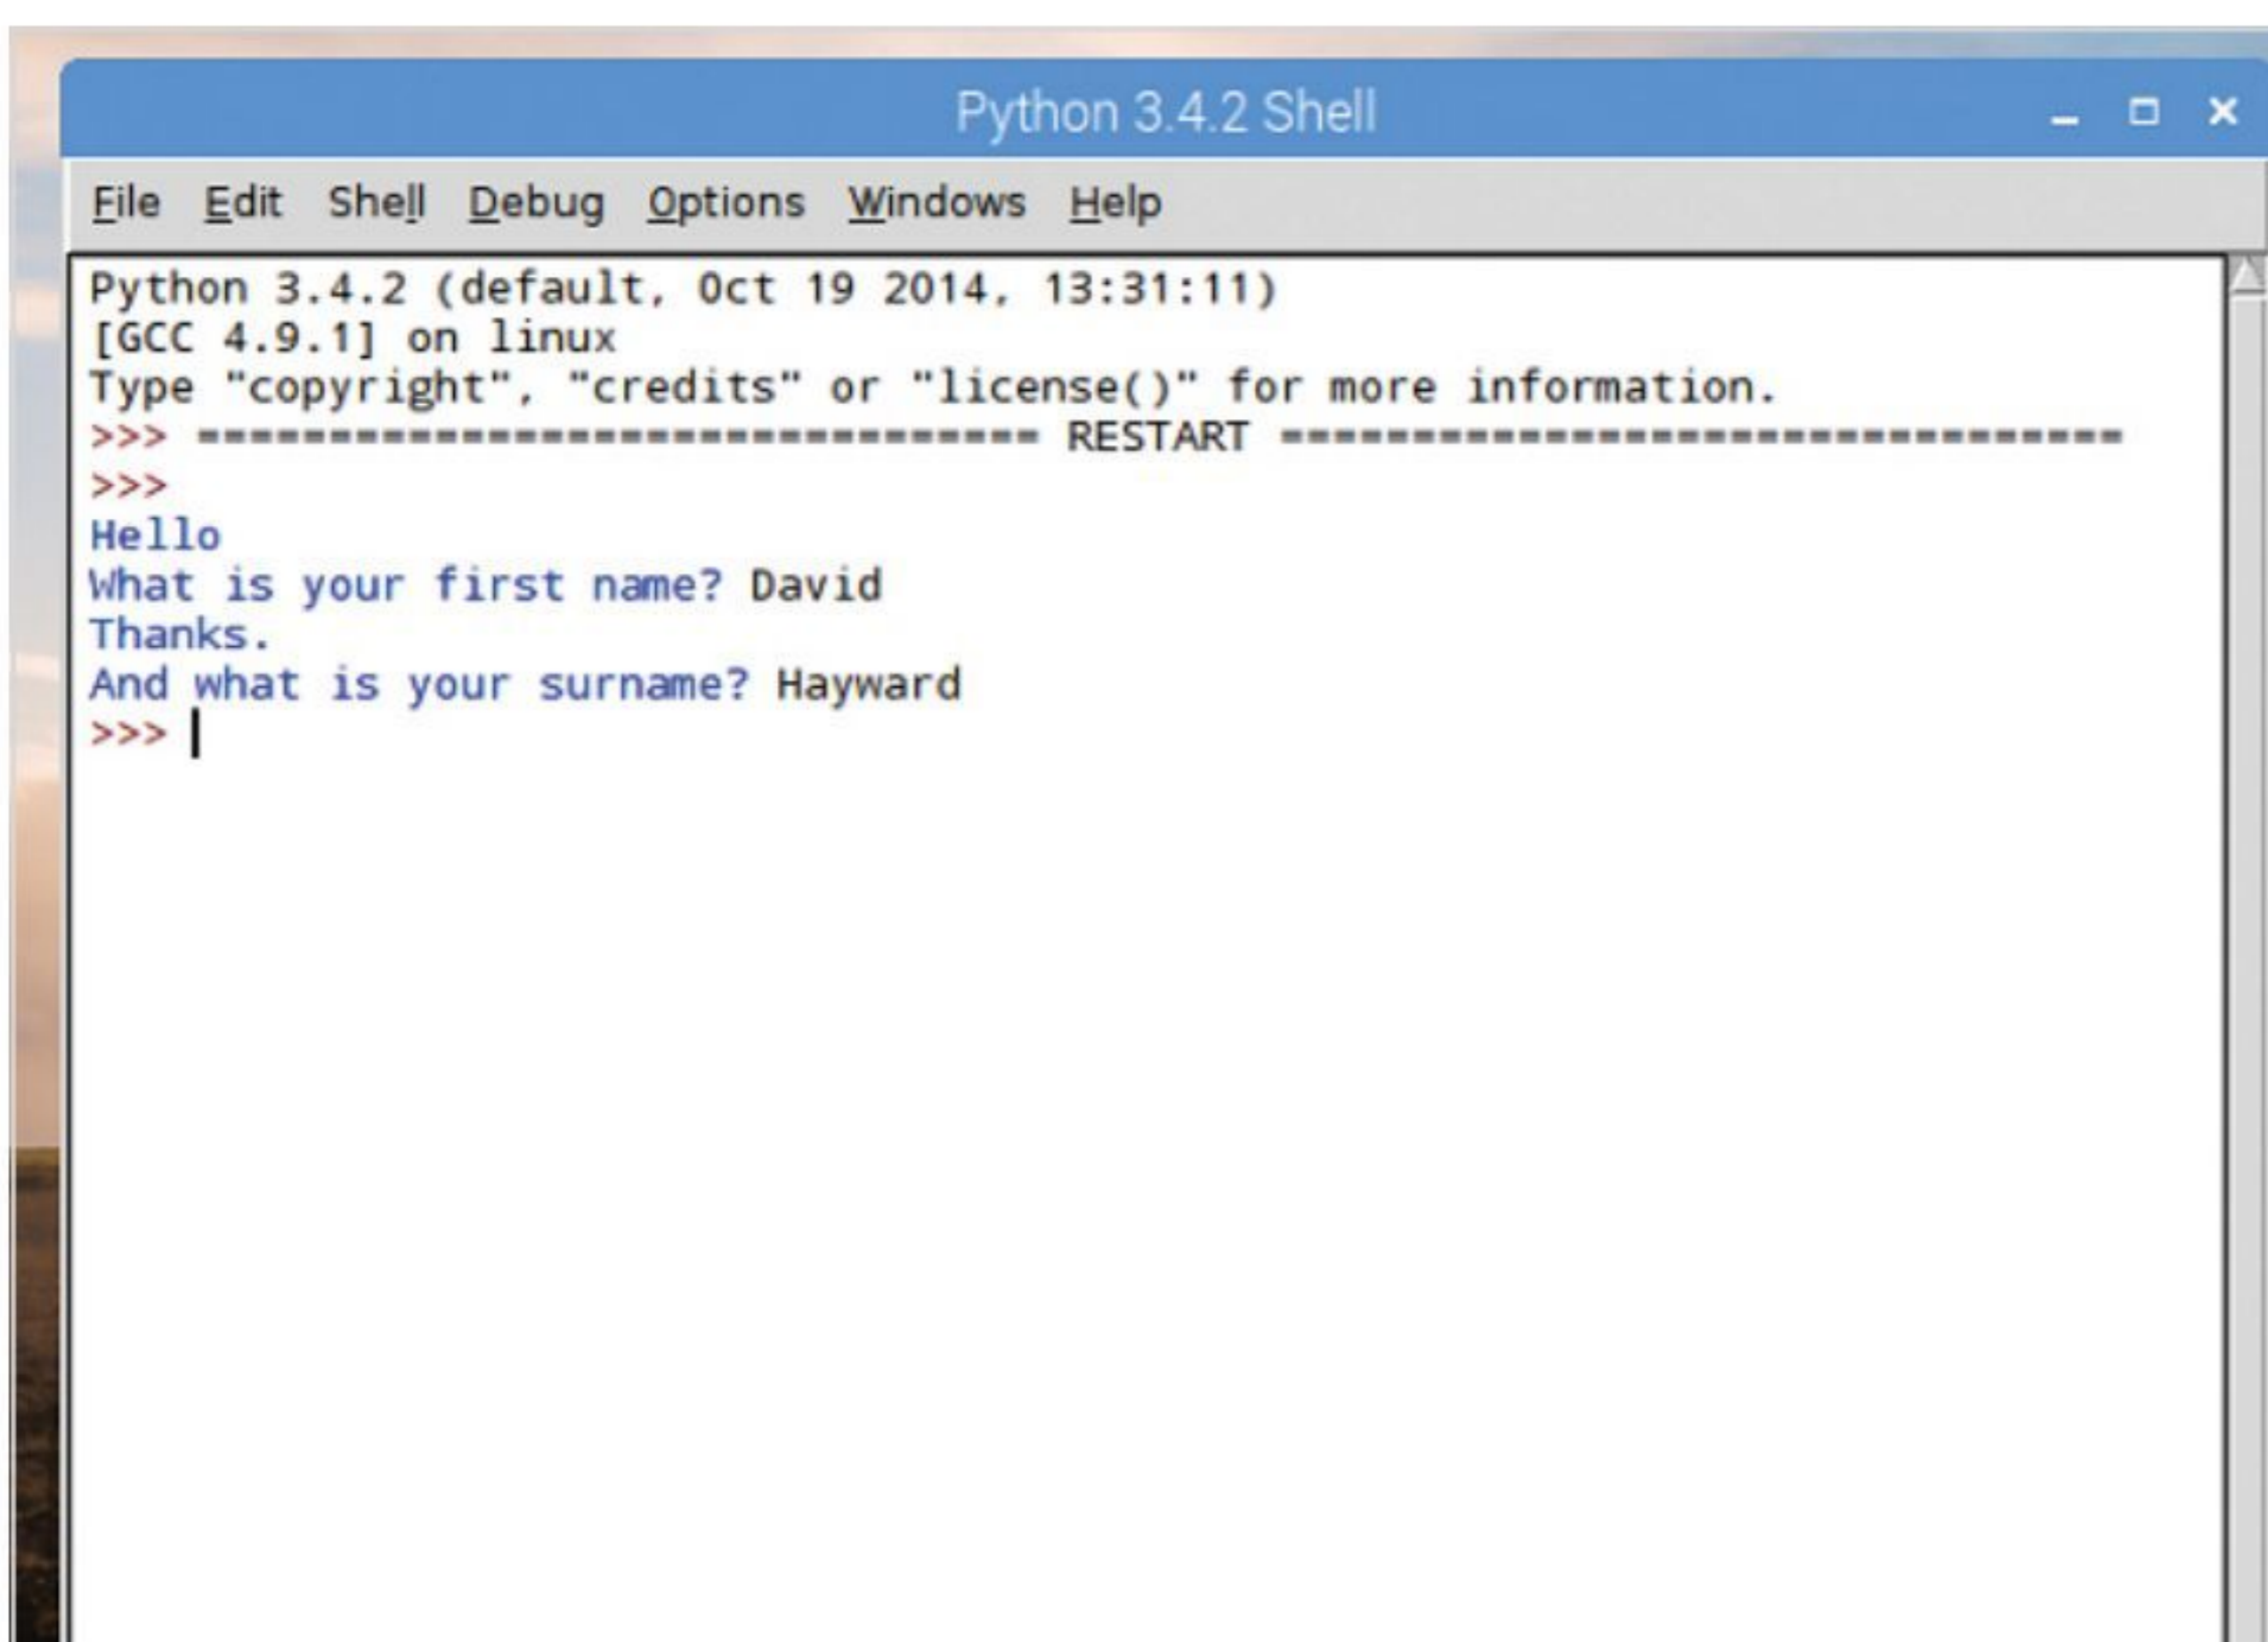 Python 3.4.2 Shell
File Edit Shell Debug Options Windows Help
Python 3.4.2 (default, Oct 19 2014, 13:31:11)
[GCC 4.9.1] on linux
Type "copyright", "credits" or "license()" for more information.
>>> ================================ RESTART ================================
>>>
Hello
What is your first name? David
Thanks.
And what is your surname? Hayward
>>>